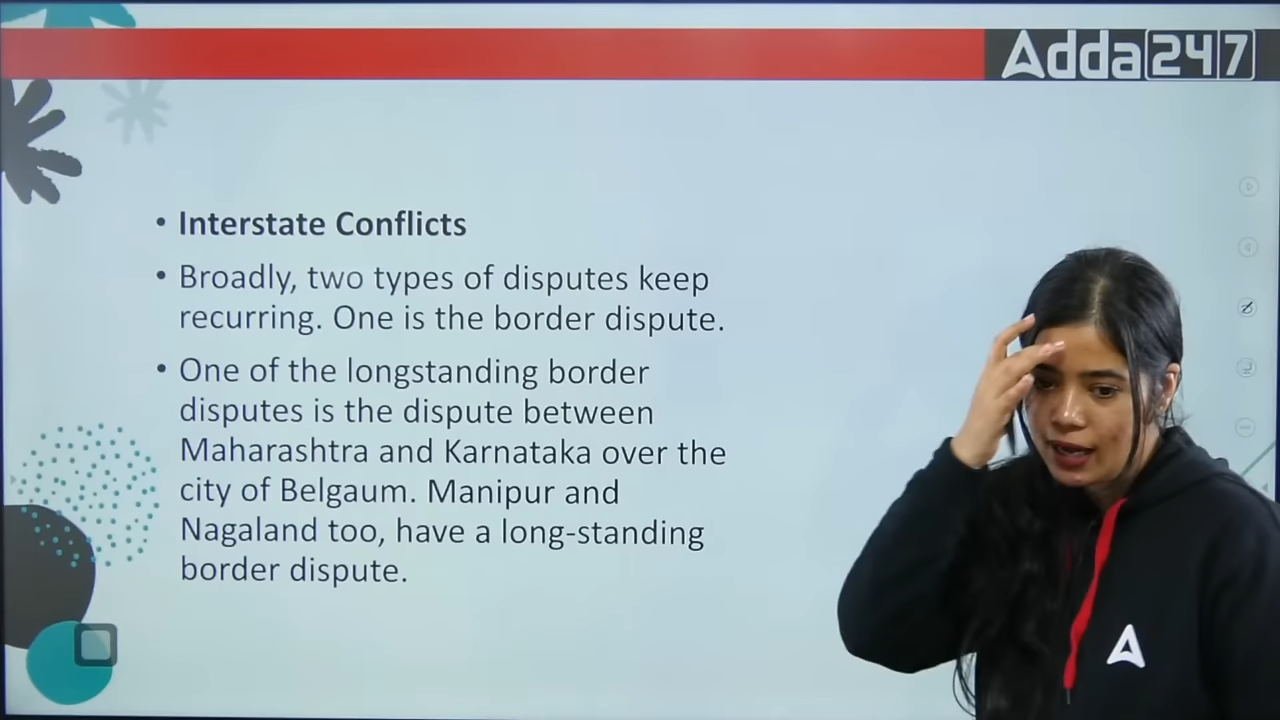 Adda247
• Interstate Conflicts
• Broadly, two types of disputes keep
recurring. One is the border dispute.
• One of the longstanding border
disputes is the dispute between
Maharashtra and Karnataka over the
city of Belgaum. Manipur and
Nagaland too, have a long-standing
border dispute.